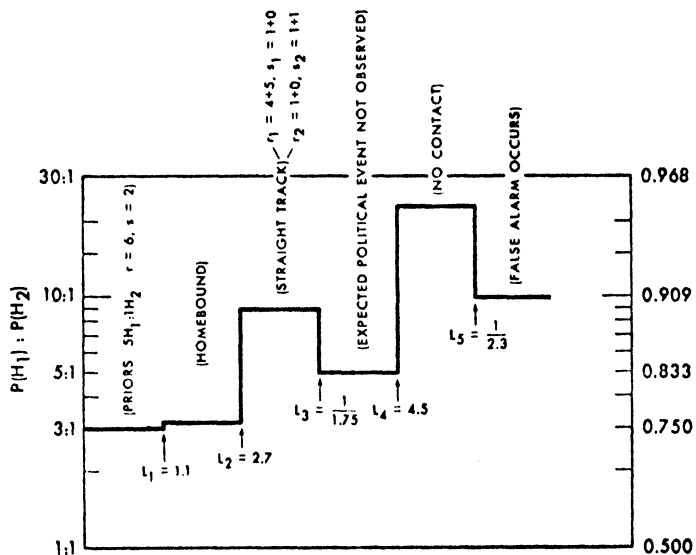 r₁ = 4+5, s₁ = 1+0
r₂ = 1+0, s₂ = 1+1
(PRIORS 5H₁:1H₂ r = 6, s = 2)
(HOMEBOUND)
(STRAIGHT TRACK)
(EXPECTED POLITICAL EVENT NOT OBSERVED)
(NO CONTACT)
(FALSE ALARM OCCURS)
P(H₁) : P(H₂)
30:1
10:1
5:1
3:1
1:1
L₁ = 1.1
L₂ = 2.7
L₃ = 1/1.75
L₄ = 4.5
L₅ = 1/2.3
0.968
0.909
0.833
0.750
0.500